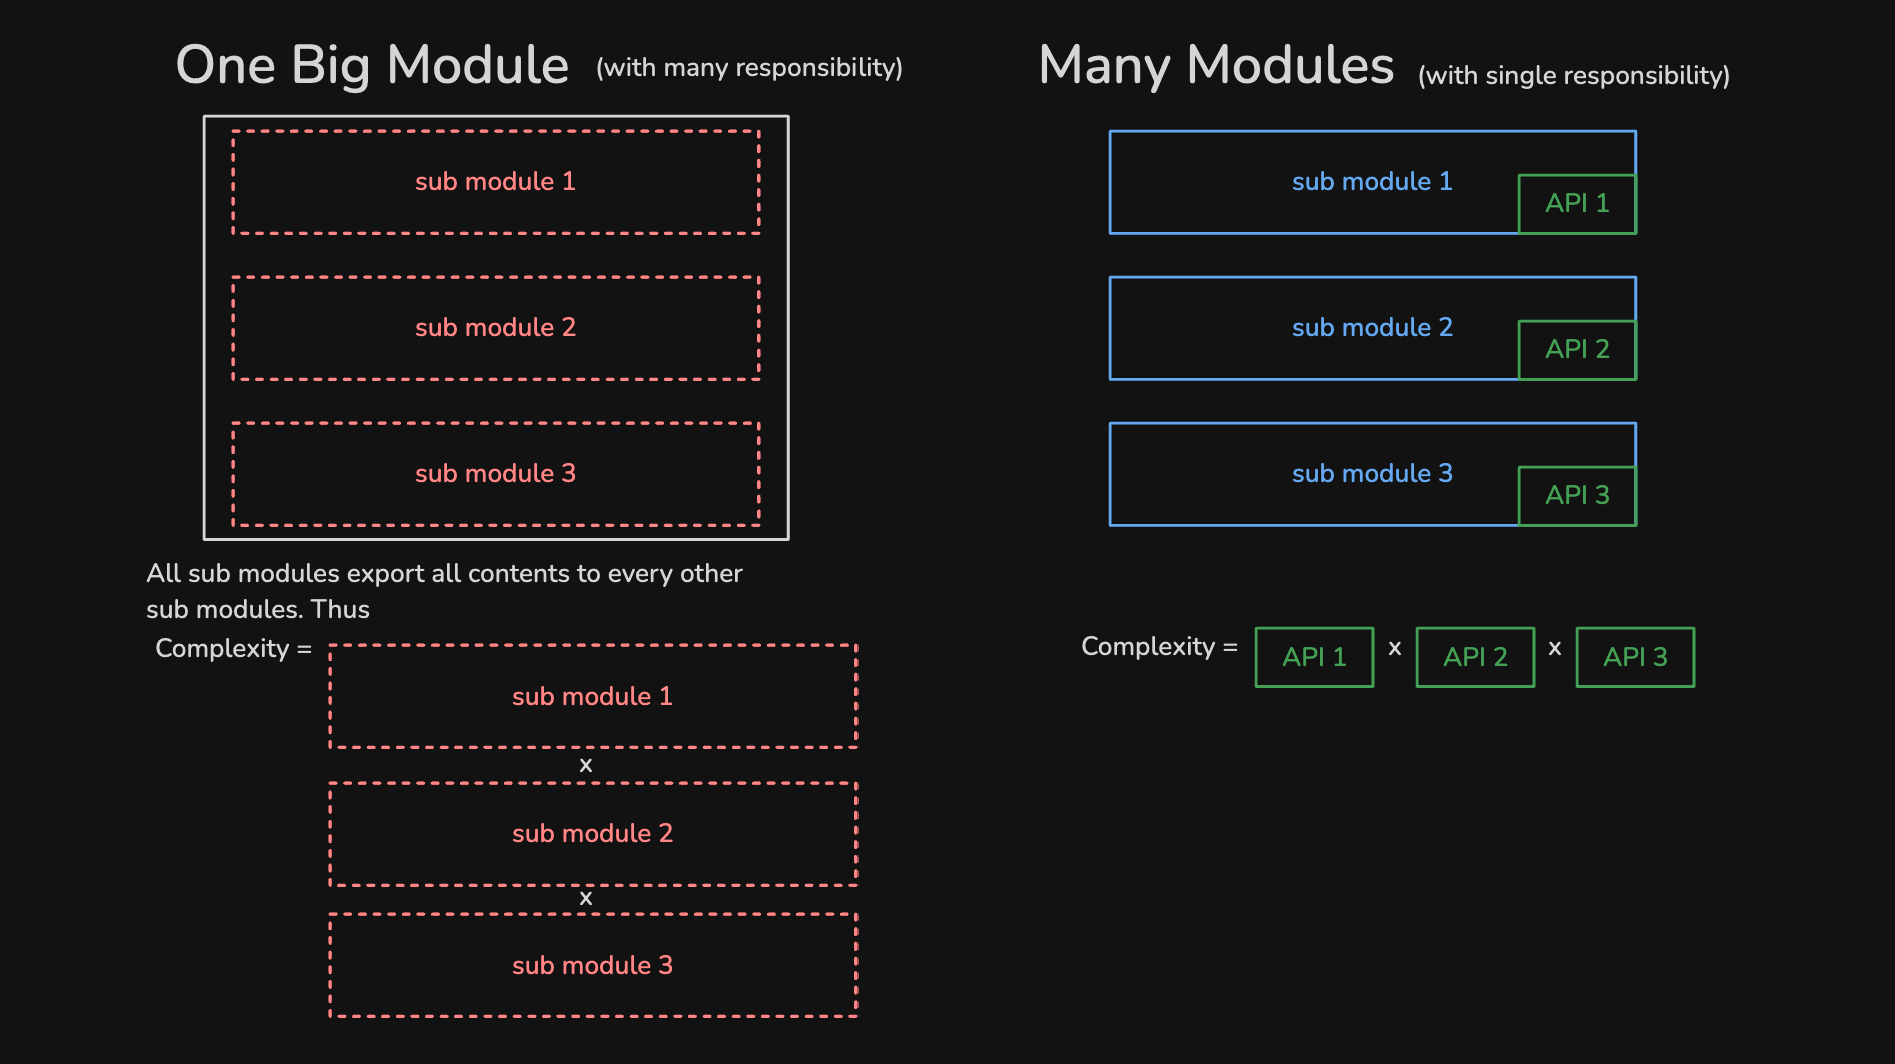 One Big Module (with many responsibility)
sub module 1
sub module 2
sub module 3
All sub modules export all contents to every other
sub modules. Thus
Complexity =
sub module 1
x
sub module 2
x
sub module 3
Many Modules (with single responsibility)
sub module 1
API 1
sub module 2
API 2
sub module 3
API 3
Complexity = API 1 x API 2 x API 3